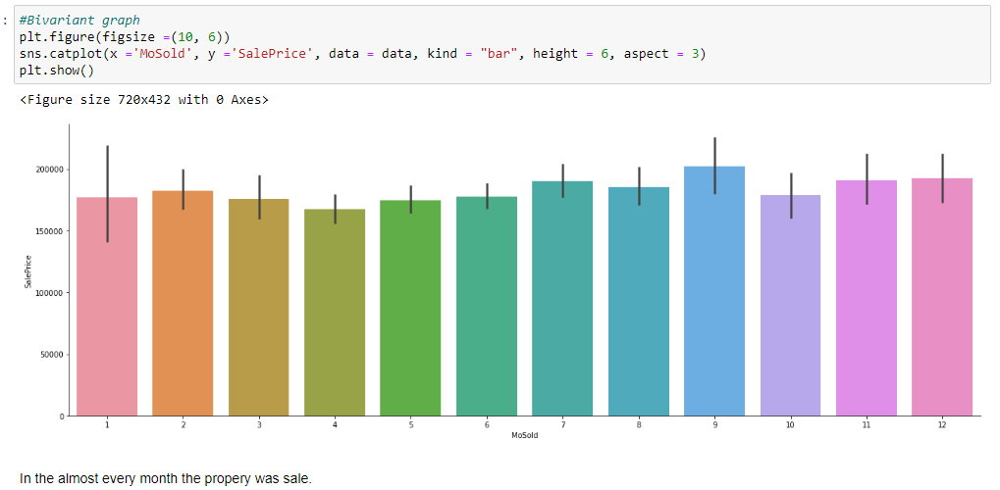 :
#Bivariant graph
plt.figure(figsize =(10, 6))
sns.catplot(x ='MoSold', y ='SalePrice', data = data, kind = "bar", height = 6, aspect = 3)
plt.show()
<Figure size 720x432 with 0 Axes>
200000
150000
100000
50000
0
SalePrice
1 2 3 4 5 6 7 8 9 10 11 12
MoSold
In the almost every month the propery was sale.